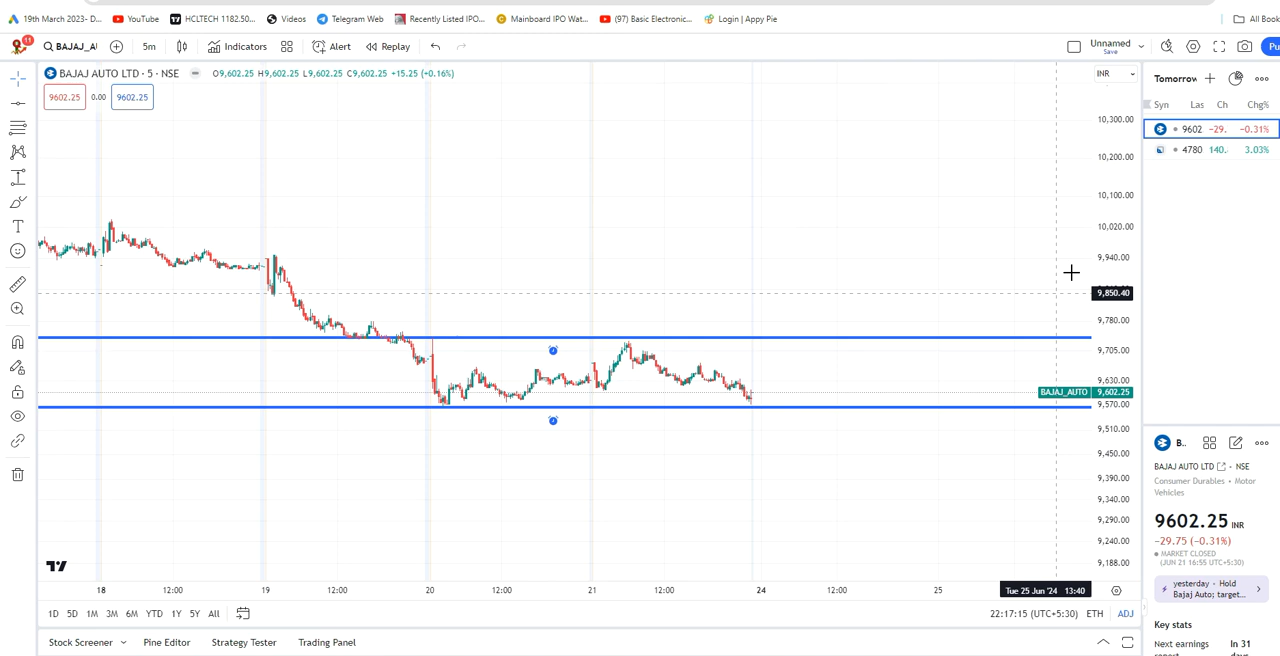 19th March 2023- D... YouTube HCLTECH 1182.50... Videos Telegram Web Recently Listed IPO... Mainboard IPO Wat... (97) Basic Electronic... Login | Appy Pie All Book
11
BAJAJ_AU 5m Indicators Alert Replay Unnamed Save Pu
BAJAJ AUTO LTD · 5 · NSE O9,602.25 H9,602.25 L9,602.25 C9,602.25 +15.25 (+0.16%) INR
9602.25 0.00 9602.25
10,300.00
10,200.00
10,100.00
10,020.00
9,940.00
9,850.40
9,780.00
9,705.00
9,630.00
BAJAJ_AUTO 9,602.25
9,570.00
9,510.00
9,450.00
9,390.00
9,340.00
9,290.00
9,240.00
9,188.00
18 12:00 19 12:00 20 12:00 21 12:00 24 12:00 25 Tue 25 Jun '24 13:40
1D 5D 1M 3M 6M YTD 1Y 5Y All 22:17:15 (UTC+5:30) ETH ADJ
Stock Screener Pine Editor Strategy Tester Trading Panel
Tomorrow
Syn Las Ch Chg%
9602 −29. −0.31%
4780 140. 3.03%
B..
BAJAJ AUTO LTD · NSE
Consumer Durables · Motor
Vehicles
9602.25 INR
−29.75 (−0.31%)
MARKET CLOSED
(JUN 21 16:55 UTC+5:30)
yesterday · Hold
Bajaj Auto; target...
Key stats
Next earnings In 31